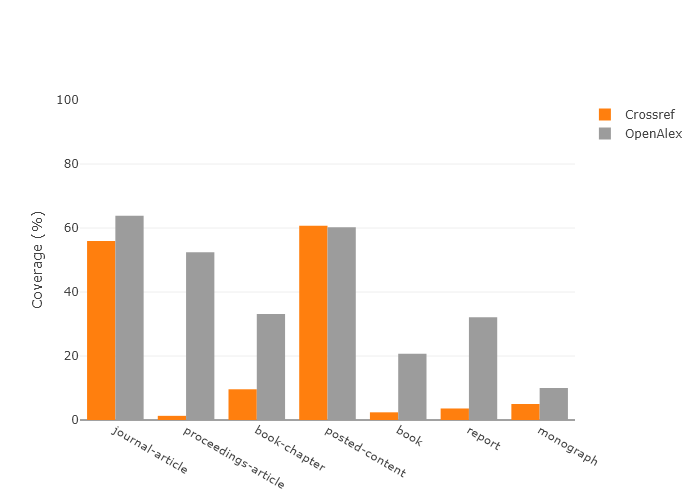 100
80
60
40
20
0
Coverage (%)
journal-article
proceedings-article
book-chapter
posted-content
book
report
monograph
Crossref
OpenAlex